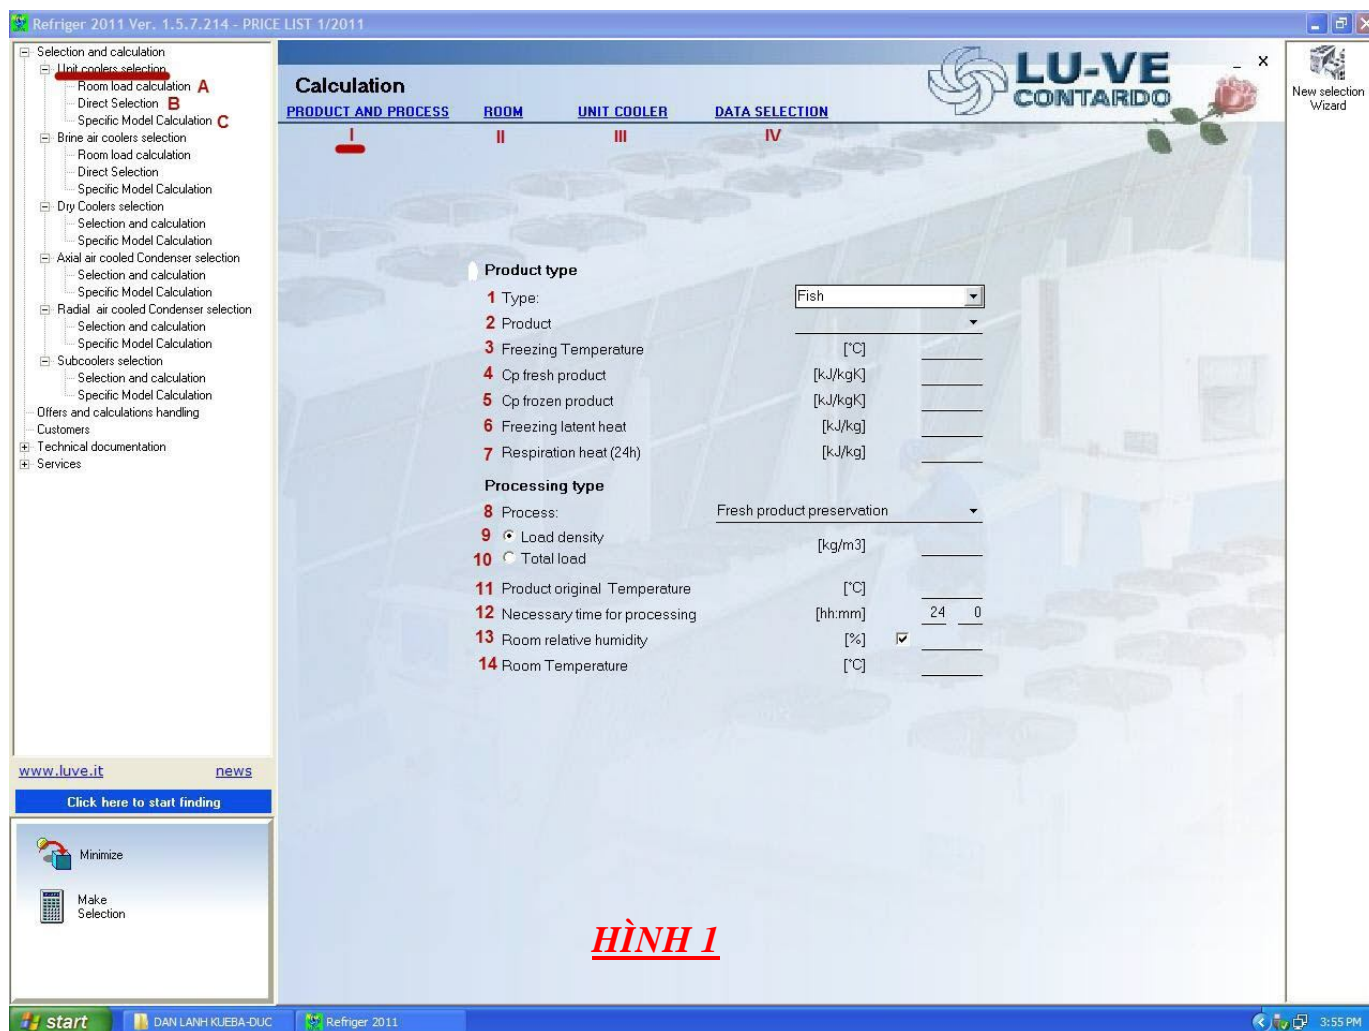 Refriger 2011 Ver. 1.5.7.214 - PRICE LIST 1/2011
Selection and calculation
Unit coolers selection
Room load calculation A
Direct Selection B
Specific Model Calculation C
Brine air coolers selection
Room load calculation
Direct Selection
Specific Model Calculation
Dry Coolers selection
Selection and calculation
Specific Model Calculation
Axial air cooled Condenser selection
Selection and calculation
Specific Model Calculation
Radial air cooled Condenser selection
Selection and calculation
Specific Model Calculation
Subcoolers selection
Selection and calculation
Specific Model Calculation
Offers and calculations handling
Customers
Technical documentation
Services
www.luve.it news
Click here to start finding
Minimize
Make
Selection
Calculation
LU-VE
CONTARDO
PRODUCT AND PROCESS ROOM UNIT COOLER DATA SELECTION
I II III IV
Product type
1 Type: Fish
2 Product
3 Freezing Temperature [°C]
4 Cp fresh product [kJ/kgK]
5 Cp frozen product [kJ/kgK]
6 Freezing latent heat [kJ/kg]
7 Respiration heat (24h) [kJ/kg]
Processing type
8 Process: Fresh product preservation
9 Load density [kg/m3]
10 Total load
11 Product original Temperature [°C]
12 Necessary time for processing [hh:mm] 24 0
13 Room relative humidity [%]
14 Room Temperature [°C]
HÌNH 1
New selection
Wizard
start DAN LANH KUEBA-DUC Refriger 2011 3:55 PM